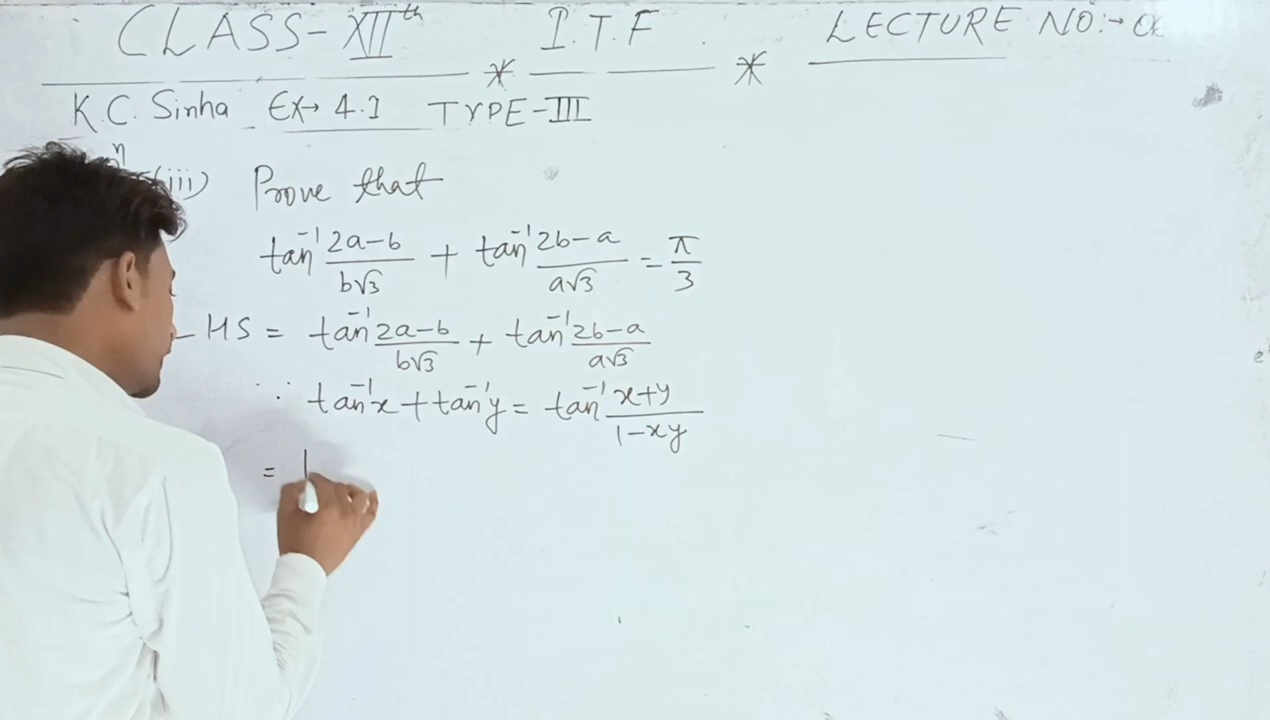 CLASS-XIIth * I.T.F * LECTURE NO:-
K.C. Sinha EX→ 4.1 TYPE-III
(iii) Prove that
tan⁻¹ (2a-b)/(b√3) + tan⁻¹ (2b-a)/(a√3) = π/3
LHS = tan⁻¹ (2a-b)/(b√3) + tan⁻¹ (2b-a)/(a√3)
∵ tan⁻¹x + tan⁻¹y = tan⁻¹ (x+y)/(1-xy)
=